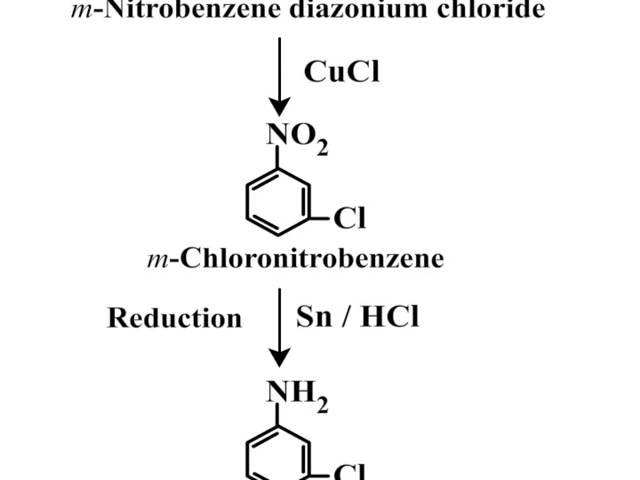 m-Nitrobenzene diazonium chloride
CuCl
NO2
Cl
m-Chloronitrobenzene
Reduction Sn / HCl
NH2
Cl